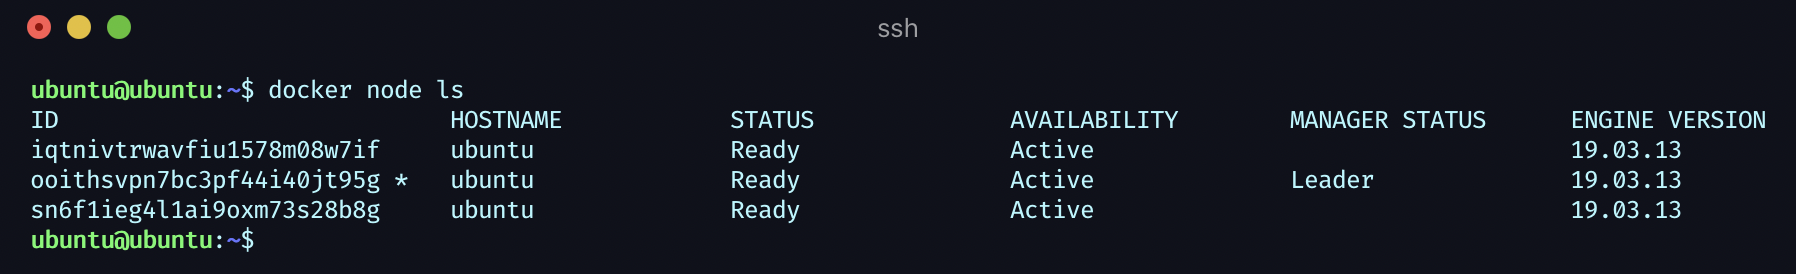 ssh
ubuntu@ubuntu:~$ docker node ls
ID HOSTNAME STATUS AVAILABILITY MANAGER STATUS ENGINE VERSION
iqtnivtrwavfiu1578m08w7if ubuntu Ready Active 19.03.13
ooithsvpn7bc3pf44i40jt95g * ubuntu Ready Active Leader 19.03.13
sn6f1ieg4l1ai9oxm73s28b8g ubuntu Ready Active 19.03.13
ubuntu@ubuntu:~$